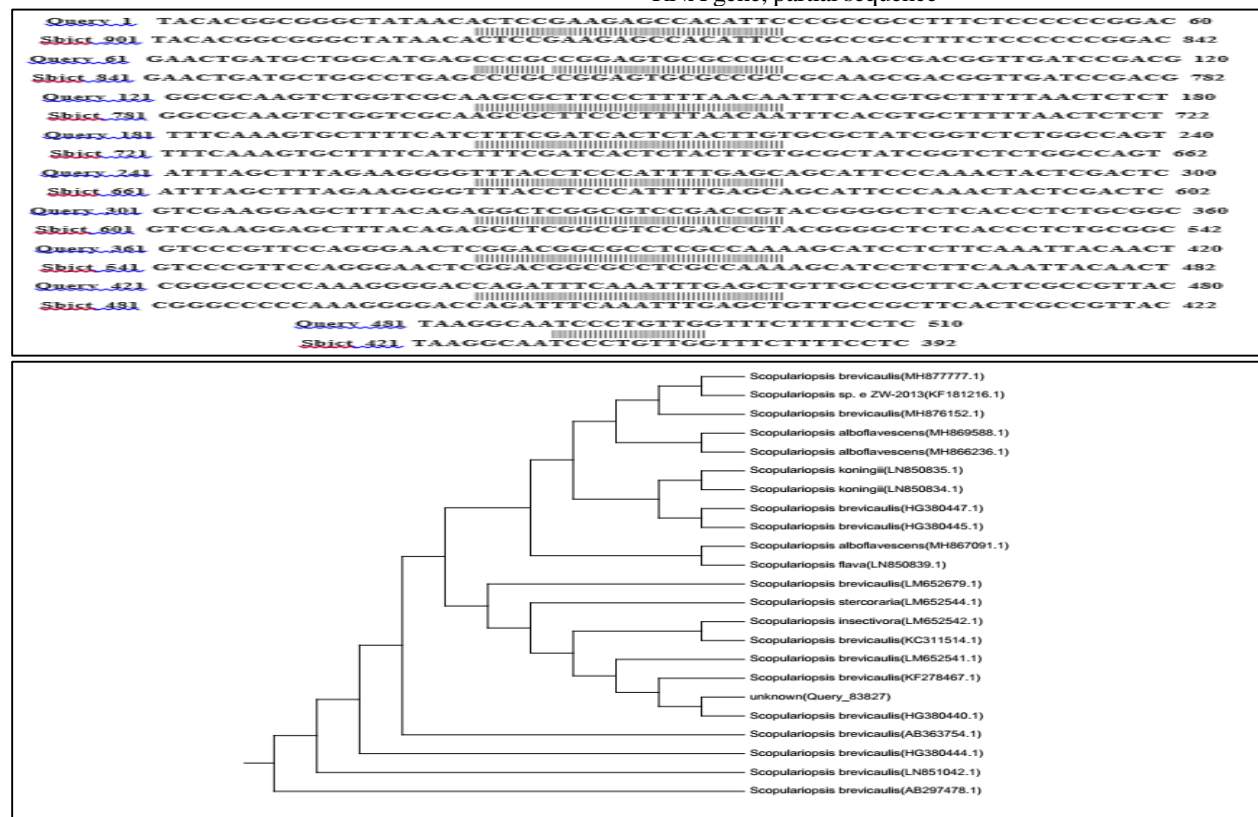 RNA gene, partial sequence
Query 1 TACACGGCGGGCTATAACACTCCGAAGAGCCACATTCCCGCCGCCTTTCTCCCCCCGGAC 60
Sbjct 901 TACACGGCGGGCTATAACACTCCGAAGAGCCACATTCCCGCCGCCTTTCTCCCCCCGGAC 842
Query 61 GAACTGATGCTGGCATGAGCCCGCCGGAGTGCGCCGCCGCAAGCGACGGTTGATCCGACG 120
Sbjct 841 GAACTGATGCTGGCCTGAGCCCGCCGGAGTGCGCCGCCGCAAGCGACGGTTGATCCGACG 782
Query 121 GGCGCAAGTCTGGTCGCAAGCGCTTCCCTTTTAACAATTTCACGTGCTTTTTAACTCTCT 180
Sbjct 781 GGCGCAAGTCTGGTCGCAAGCGCTTCCCTTTTAACAATTTCACGTGCTTTTTAACTCTCT 722
Query 181 TTTCAAAGTGCTTTTCATCTTTCGATCACTCTACTTGTGCGCTATCGGTCTCTGGCCAGT 240
Sbjct 721 TTTCAAAGTGCTTTTCATCTTTCGATCACTCTACTTGTGCGCTATCGGTCTCTGGCCAGT 662
Query 241 ATTTAGCTTTAGAAGGGGTTTACCTCCCATTTTGAGCAGCATTCCCAAACTACTCGACTC 300
Sbjct 661 ATTTAGCTTTAGAAGGGGTTTACCTCCCATTTTGAGCAGCATTCCCAAACTACTCGACTC 602
Query 301 GTCGAAGGAGCTTTACAGAGGCTCGGCGTCCGACCGTACGGGGCTCTCACCCTCTGCGGC 360
Sbjct 601 GTCGAAGGAGCTTTACAGAGGCTCGGCGTCCGACCGTACGGGGCTCTCACCCTCTGCGGC 542
Query 361 GTCCCGTTCCAGGGAACTCGGACGGCGCCTCGCCAAAAGCATCCTCTTCAAATTACAACT 420
Sbjct 541 GTCCCGTTCCAGGGAACTCGGACGGCGCCTCGCCAAAAGCATCCTCTTCAAATTACAACT 482
Query 421 CGGGCCCCCAAAGGGGACCAGATTTCAAATTTGAGCTGTTGCCGCTTCACTCGCCGTTAC 480
Sbjct 481 CGGGCCCCCAAAGGGGACCAGATTTCAAATTTGAGCTGTTGCCGCTTCACTCGCCGTTAC 422
Query 481 TAAGGCAATCCCTGTTGGTTTCTTTTCCTC 510
Sbjct 421 TAAGGCAATCCCTGTTGGTTTCTTTTCCTC 392
Scopulariopsis brevicaulis(MH877777.1)
Scopulariopsis sp. e ZW-2013(KF181216.1)
Scopulariopsis brevicaulis(MH876152.1)
Scopulariopsis alboflavescens(MH869588.1)
Scopulariopsis alboflavescens(MH866236.1)
Scopulariopsis koningii(LN850835.1)
Scopulariopsis koningii(LN850834.1)
Scopulariopsis brevicaulis(HG380447.1)
Scopulariopsis brevicaulis(HG380445.1)
Scopulariopsis alboflavescens(MH867091.1)
Scopulariopsis flava(LN850839.1)
Scopulariopsis brevicaulis(LM652679.1)
Scopulariopsis stercoraria(LM652544.1)
Scopulariopsis insectivora(LM652542.1)
Scopulariopsis brevicaulis(KC311514.1)
Scopulariopsis brevicaulis(LM652541.1)
Scopulariopsis brevicaulis(KF278467.1)
unknown(Query_83827)
Scopulariopsis brevicaulis(HG380440.1)
Scopulariopsis brevicaulis(AB363754.1)
Scopulariopsis brevicaulis(HG380444.1)
Scopulariopsis brevicaulis(LN851042.1)
Scopulariopsis brevicaulis(AB297478.1)